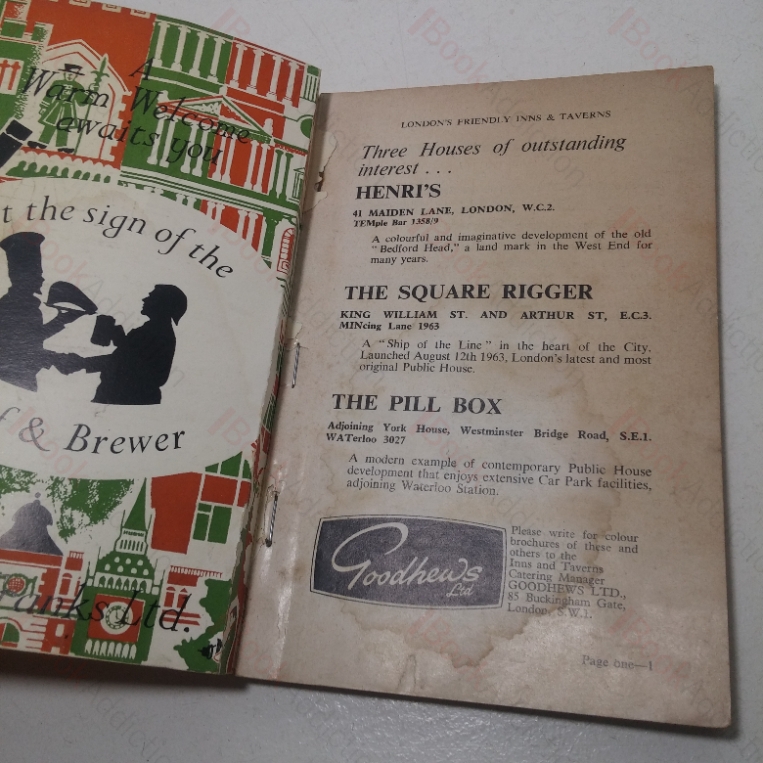 A
Warm Welcome
awaits you
t the sign of the
f & Brewer
Ltd.
LONDON'S FRIENDLY INNS & TAVERNS
Three Houses of outstanding
interest . . .
HENRI'S
41 MAIDEN LANE, LONDON, W.C.2.
TEMple Bar 1358/9
A colourful and imaginative development of the old
"Bedford Head," a land mark in the West End for
many years.
THE SQUARE RIGGER
KING WILLIAM ST. AND ARTHUR ST, E.C.3.
MINcing Lane 1963
A "Ship of the Line" in the heart of the City.
Launched August 12th 1963, London's latest and most
original Public House.
THE PILL BOX
Adjoining York House, Westminster Bridge Road, S.E.1.
WATerloo 3027
A modern example of contemporary Public House
development that enjoys extensive Car Park facilities,
adjoining Waterloo Station.
Goodhews
Ltd
Please write for colour
brochures of these and
others to the
Inns and Taverns
Catering Manager
GOODHEWS LTD.,
85 Buckingham Gate,
London, S.W.1.
Page one—1